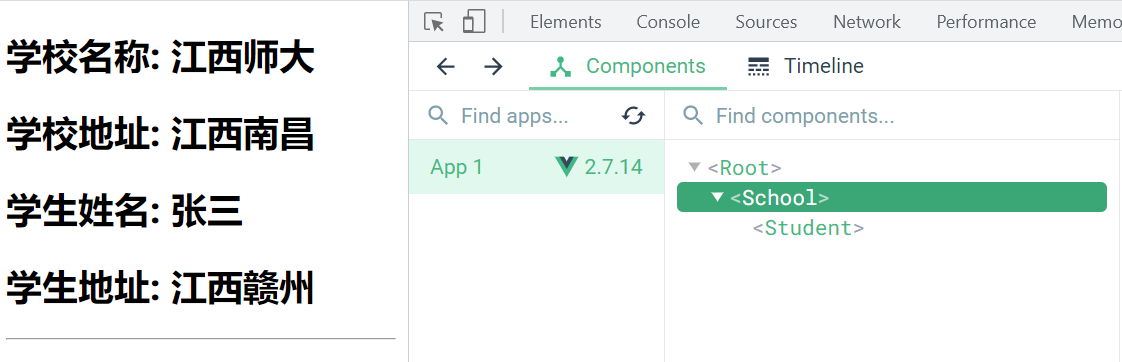 学校名称: 江西师大
学校地址: 江西南昌
学生姓名: 张三
学生地址: 江西赣州
Elements Console Sources Network Performance Memo
Components Timeline
Find apps... Find components...
App 1 2.7.14
<Root>
<School>
<Student>